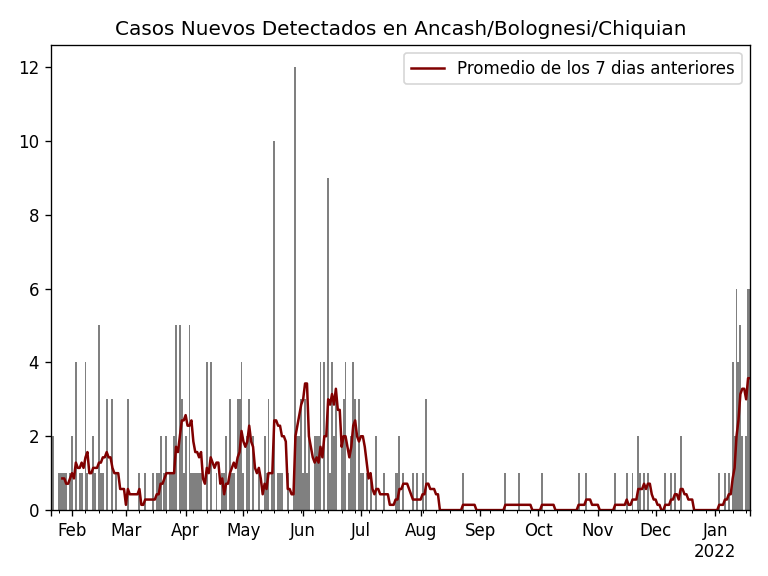 Casos Nuevos Detectados en Ancash/Bolognesi/Chiquian
Promedio de los 7 dias anteriores
12
10
8
6
4
2
0
Feb Mar Apr May Jun Jul Aug Sep Oct Nov Dec Jan
2022